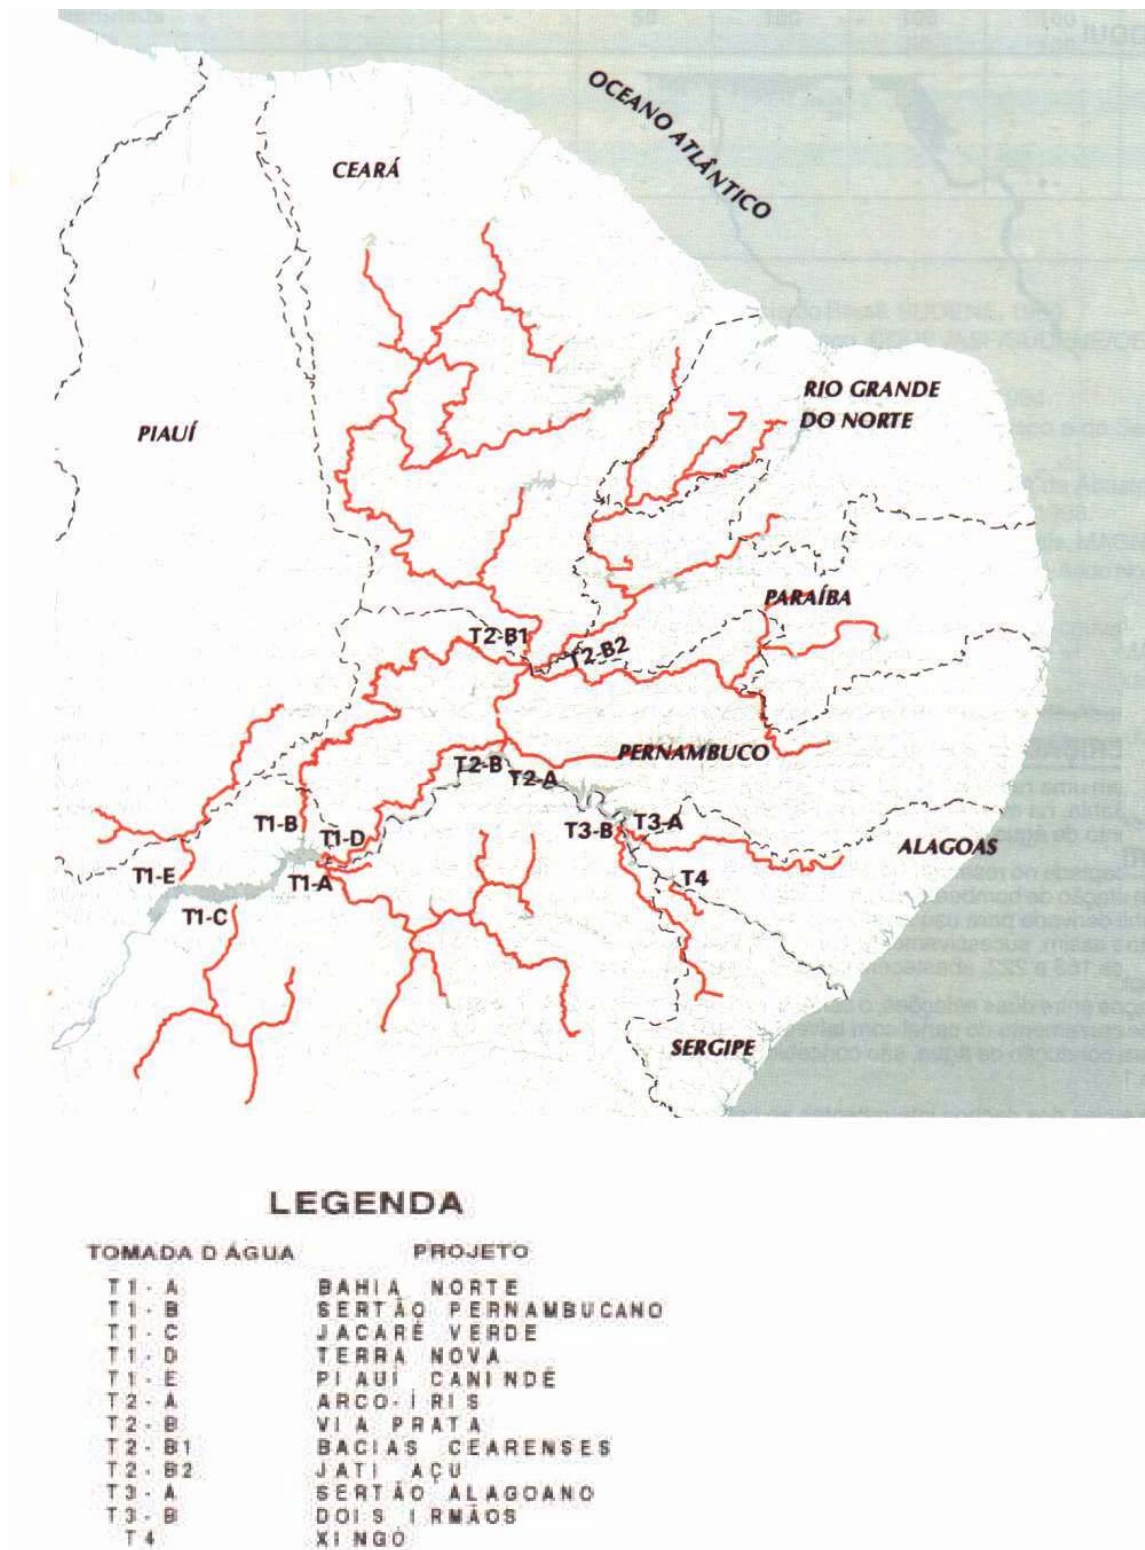 OCEANO ATLÂNTICO
CEARÁ
RIO GRANDE
DO NORTE
PIAUÍ
PARAÍBA
T2-B1
T2-B2
PERNAMBUCO
T2-B
T2-A
T1-B
T1-D
T3-B
T3-A
ALAGOAS
T1-E
T1-A
T4
T1-C
SERGIPE
LEGENDA
TOMADA D ÁGUA PROJETO
T1-A BAHIA NORTE
T1-B SERTÃO PERNAMBUCANO
T1-C JACARÉ VERDE
T1-D TERRA NOVA
T1-E PIAUÍ CANINDÉ
T2-A ARCO-ÍRIS
T2-B VIA PRATA
T2-B1 BACIAS CEARENSES
T2-B2 JATI AÇU
T3-A SERTÃO ALAGOANO
T3-B DOIS IRMÃOS
T4 XINGÓ